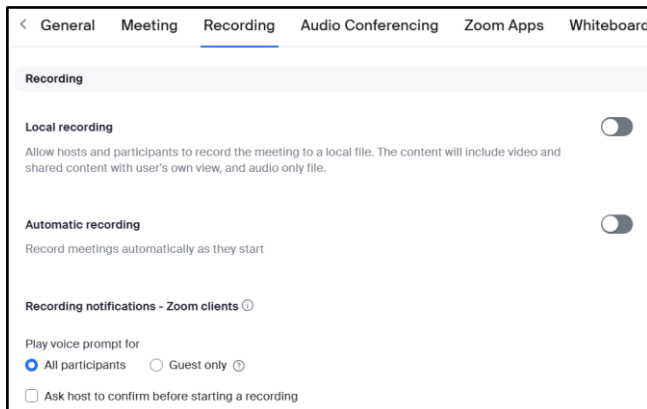 General Meeting Recording Audio Conferencing Zoom Apps Whiteboard
Recording
Local recording
Allow hosts and participants to record the meeting to a local file. The content will include video and
shared content with user's own view, and audio only file.
Automatic recording
Record meetings automatically as they start
Recording notifications - Zoom clients
Play voice prompt for
All participants Guest only
Ask host to confirm before starting a recording